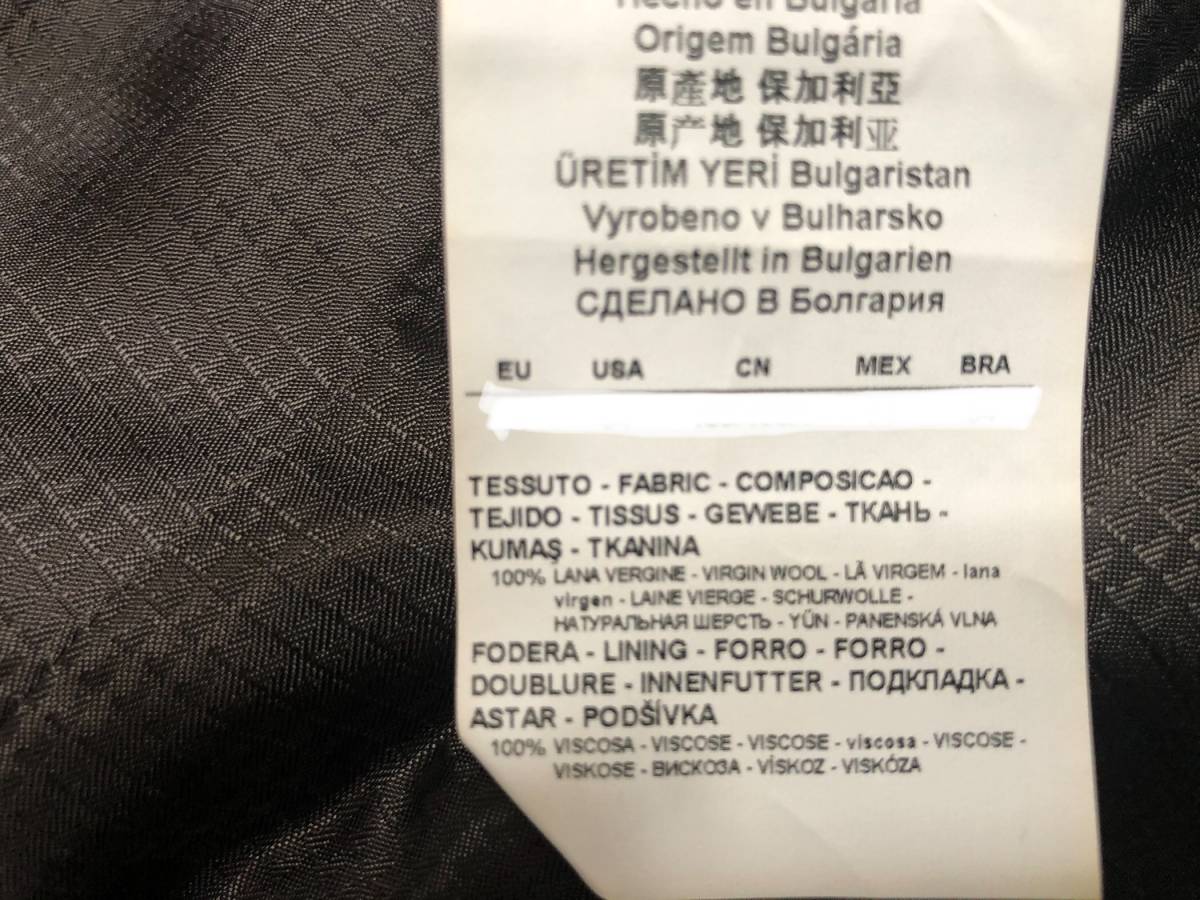 Hecho en Bulgaria
Origem Bulgária
原產地 保加利亞
原产地 保加利亚
ÜRETİM YERİ Bulgaristan
Vyrobeno v Bulharsko
Hergestellt in Bulgarien
СДЕЛАНО В Болгария
EU USA CN MEX BRA
TESSUTO - FABRIC - COMPOSICAO -
TEJIDO - TISSUS - GEWEBE - ТКАНЬ -
KUMAŞ - TKANINA
100% LANA VERGINE - VIRGIN WOOL - LÃ VIRGEM - lana
virgen - LAINE VIERGE - SCHURWOLLE -
НАТУРАЛЬНАЯ ШЕРСТЬ - YÜN - PANENSKÁ VLNA
FODERA - LINING - FORRO - FORRO -
DOUBLURE - INNENFUTTER - ПОДКЛАДКА -
ASTAR - PODŠÍVKA
100% VISCOSA - VISCOSE - VISCOSE - viscosa - VISCOSE -
VISKOSE - ВИСКОЗА - VİSKOZ - VISKÓZA